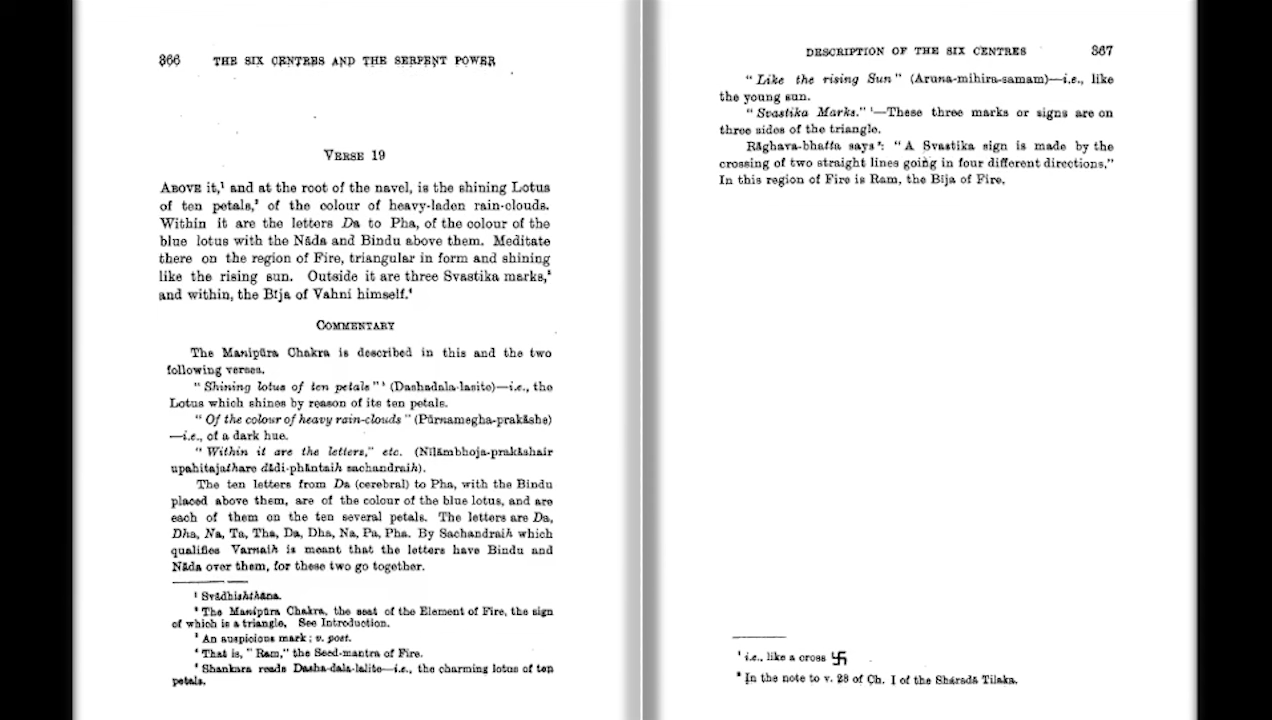 366 THE SIX CENTRES AND THE SERPENT POWER
VERSE 19
ABOVE it,¹ and at the root of the navel, is the shining Lotus
of ten petals,² of the colour of heavy-laden rain-clouds.
Within it are the letters Da to Pha, of the colour of the
blue lotus with the Nāda and Bindu above them. Meditate
there on the region of Fire, triangular in form and shining
like the rising sun. Outside it are three Svastika marks,³
and within, the Bīja of Vahni himself.⁴
COMMENTARY
The Manipūra Chakra is described in this and the two
following verses.
"Shining lotus of ten petals"⁵ (Dashadala-lasite)—i.e., the
Lotus which shines by reason of its ten petals.
"Of the colour of heavy rain-clouds" (Pūrnamegha-prakāshe)
—i.e., of a dark hue.
"Within it are the letters," etc. (Nīlāmbhoja-prakāshair
upahitajathare dādi-phāntaih sachandraih).
The ten letters from Da (cerebral) to Pha, with the Bindu
placed above them, are of the colour of the blue lotus, and are
each of them on the ten several petals. The letters are Da,
Dha, Na, Ta, Tha, Da, Dha, Na, Pa, Pha. By Sachandraih which
qualifies Varnaih is meant that the letters have Bindu and
Nāda over them, for these two go together.
¹ Svādhishthāna.
² The Manipūra Chakra, the seat of the Element of Fire, the sign
of which is a triangle. See Introduction.
³ An auspicious mark; v. post.
⁴ That is, "Ram," the Seed-mantra of Fire.
⁵ Shankara reads Dasha-dala-lalite—i.e., the charming lotus of ten
petals.
DESCRIPTION OF THE SIX CENTRES 367
"Like the rising Sun" (Aruna-mihira-samam)—i.e., like
the young sun.
"Svastika Marks."¹—These three marks or signs are on
three sides of the triangle.
Rāghava-bhatta says²: "A Svastika sign is made by the
crossing of two straight lines going in four different directions."
In this region of Fire is Ram, the Bīja of Fire.
¹ i.e., like a cross 卐
² In the note to v. 28 of Ch. I of the Shāradā Tilaka.